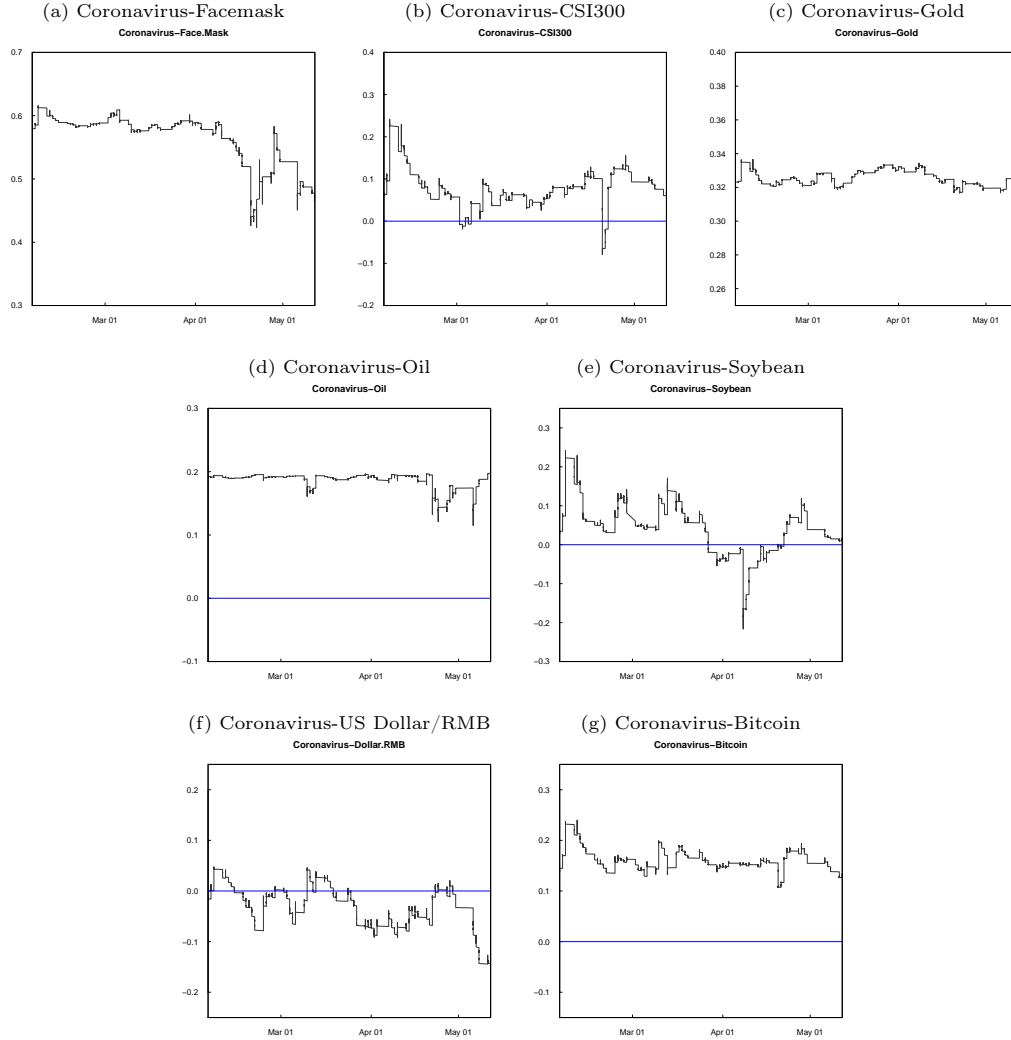 (a) Coronavirus-Facemask
(b) Coronavirus-CSI300
(c) Coronavirus-Gold
Coronavirus−Face.Mask
Coronavirus−CSI300
Coronavirus−Gold
0.7
0.6
0.5
0.4
0.3
Mar 01
Apr 01
May 01
0.4
0.3
0.2
0.1
0.0
−0.1
−0.2
Mar 01
Apr 01
May 01
0.40
0.38
0.36
0.34
0.32
0.30
0.28
0.26
Mar 01
Apr 01
May 01
(d) Coronavirus-Oil
(e) Coronavirus-Soybean
Coronavirus−Oil
Coronavirus−Soybean
0.3
0.2
0.1
0.0
−0.1
Mar 01
Apr 01
May 01
0.3
0.2
0.1
0.0
−0.1
−0.2
−0.3
Mar 01
Apr 01
May 01
(f) Coronavirus-US Dollar/RMB
(g) Coronavirus-Bitcoin
Coronavirus−Dollar.RMB
Coronavirus−Bitcoin
0.2
0.1
0.0
−0.1
−0.2
Mar 01
Apr 01
May 01
0.3
0.2
0.1
0.0
−0.1
Mar 01
Apr 01
May 01